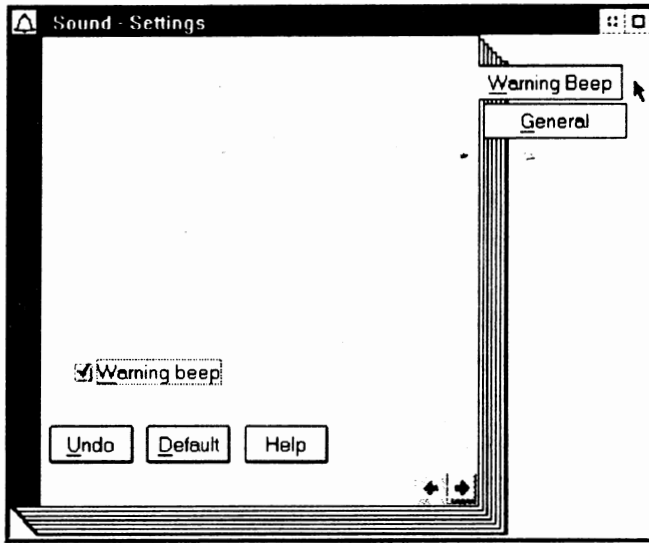 Sound - Settings
Warning Beep
General
Warning beep
Undo Default Help